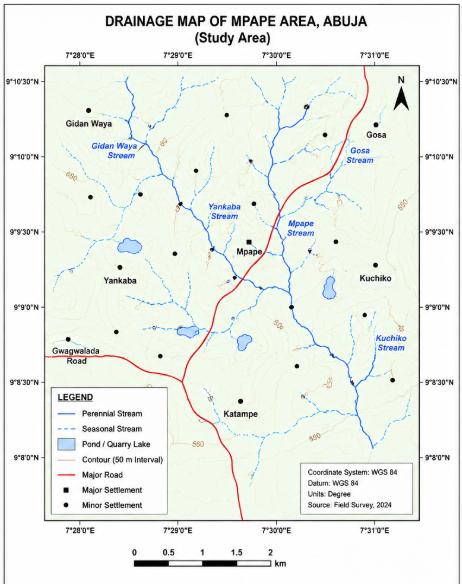 DRAINAGE MAP OF MPAPE AREA, ABUJA
(Study Area)
7°28'0"E
7°29'0"E
7°30'0"E
7°31'0"E
9°10'30"N
9°10'0"N
9°9'30"N
9°9'0"N
9°8'30"N
9°8'0"N
9°10'30"N
9°10'0"N
9°9'30"N
9°9'0"N
9°8'30"N
9°8'0"N
N
Gidan Waya
Gidan Waya
Stream
Gosa
Gosa
Stream
Yankaba
Stream
Mpape
Stream
Mpape
Yankaba
Kuchiko
Kuchiko
Stream
Gwagwalada
Road
Katampe
650
560
LEGEND
Perennial Stream
Seasonal Stream
Pond / Quarry Lake
Contour (50 m Interval)
Major Road
Major Settlement
Minor Settlement
Coordinate System: WGS 84
Datum: WGS 84
Units: Degree
Source: Field Survey, 2024
7°28'0"E
7°29'0"E
7°30'0"E
7°31'0"E
0 0.5 1 1.5 2
km